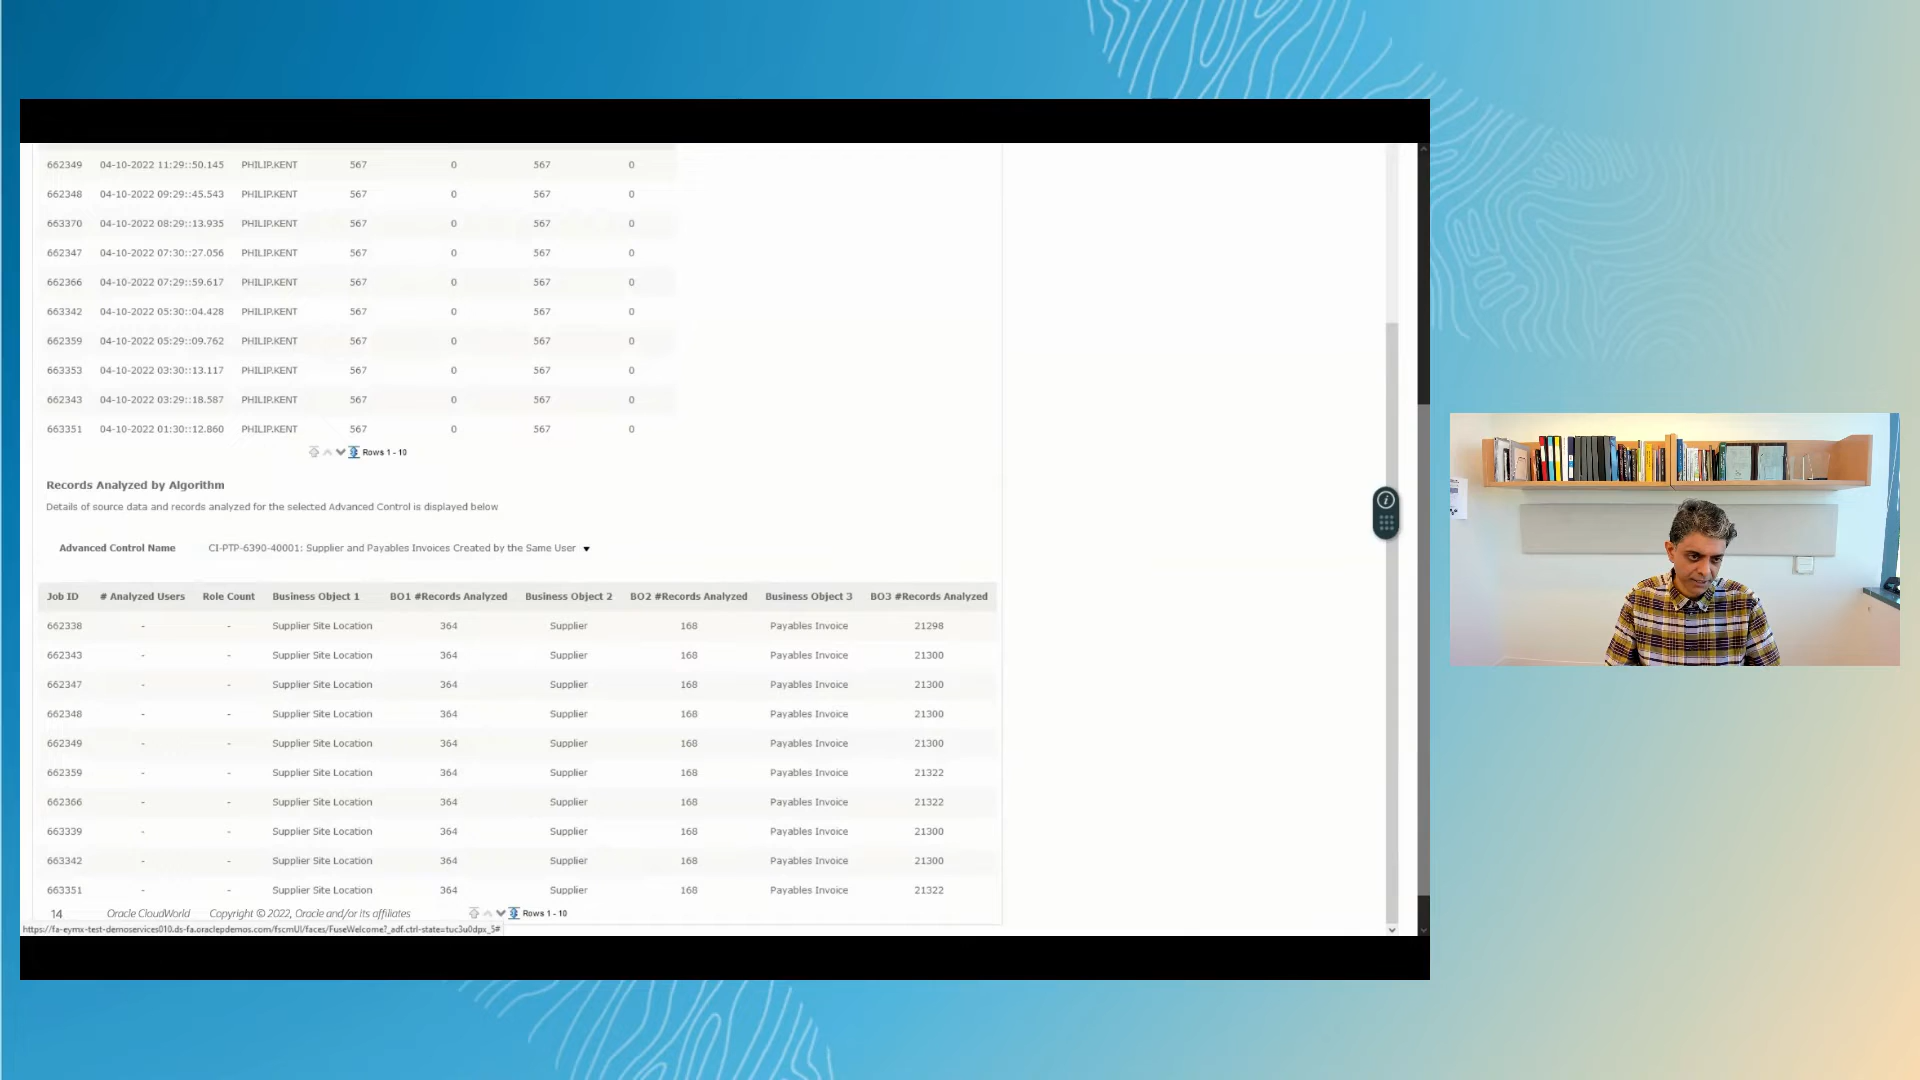 662349 04-10-2022 11:29::50.145 PHILIP.KENT 567 0 567 0
662348 04-10-2022 09:29::45.543 PHILIP.KENT 567 0 567 0
663370 04-10-2022 08:29::13.935 PHILIP.KENT 567 0 567 0
662347 04-10-2022 07:30::27.056 PHILIP.KENT 567 0 567 0
662366 04-10-2022 07:29::59.617 PHILIP.KENT 567 0 567 0
663342 04-10-2022 05:30::04.428 PHILIP.KENT 567 0 567 0
662359 04-10-2022 05:29::09.762 PHILIP.KENT 567 0 567 0
663353 04-10-2022 03:30::13.117 PHILIP.KENT 567 0 567 0
662343 04-10-2022 03:29::18.587 PHILIP.KENT 567 0 567 0
663351 04-10-2022 01:30::12.860 PHILIP.KENT 567 0 567 0
Rows 1 - 10
Records Analyzed by Algorithm
Details of source data and records analyzed for the selected Advanced Control is displayed below
Advanced Control Name CI-PTP-6390-40001: Supplier and Payables Invoices Created by the Same User
Job ID # Analyzed Users Role Count Business Object 1 BO1 #Records Analyzed Business Object 2 BO2 #Records Analyzed Business Object 3 BO3 #Records Analyzed
662338 - - Supplier Site Location 364 Supplier 168 Payables Invoice 21298
662343 - - Supplier Site Location 364 Supplier 168 Payables Invoice 21300
662347 - - Supplier Site Location 364 Supplier 168 Payables Invoice 21300
662348 - - Supplier Site Location 364 Supplier 168 Payables Invoice 21300
662349 - - Supplier Site Location 364 Supplier 168 Payables Invoice 21300
662359 - - Supplier Site Location 364 Supplier 168 Payables Invoice 21322
662366 - - Supplier Site Location 364 Supplier 168 Payables Invoice 21322
663339 - - Supplier Site Location 364 Supplier 168 Payables Invoice 21300
663342 - - Supplier Site Location 364 Supplier 168 Payables Invoice 21300
663351 - - Supplier Site Location 364 Supplier 168 Payables Invoice 21322
14 Oracle CloudWorld Copyright © 2022, Oracle and/or its affiliates Rows 1 - 10
https://fa-eymx-test-demoservices010.ds-fa.oraclepdemos.com/fscmUI/faces/FuseWelcome?_adf.ctrl-state=tuc3u0dpx_5#